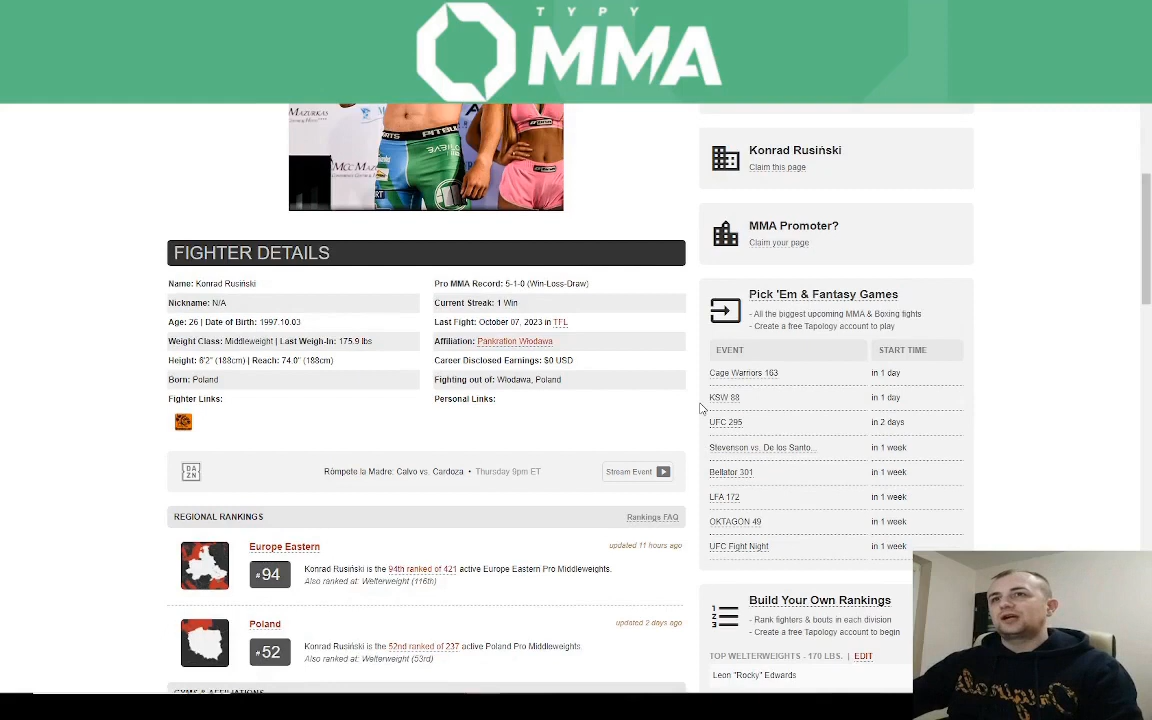 TYPY
MMA
Konrad Rusiński
Claim this page
MMA Promoter?
Claim your page
FIGHTER DETAILS
Name: Konrad Rusiński
Pro MMA Record: 5-1-0 (Win-Loss-Draw)
Nickname: N/A
Current Streak: 1 Win
Age: 26 | Date of Birth: 1997.10.03
Last Fight: October 07, 2023 in TFL
Weight Class: Middleweight | Last Weigh-In: 175.9 lbs
Affiliation: Pankration Włodawa
Height: 6'2" (188cm) | Reach: 74.0" (188cm)
Career Disclosed Earnings: $0 USD
Born: Poland
Fighting out of: Włodawa, Poland
Fighter Links:
Personal Links:
DAZN
Rómpete la Madre: Calvo vs. Cardoza • Thursday 9pm ET
Stream Event
REGIONAL RANKINGS
Rankings FAQ
Europe Eastern
updated 11 hours ago
#94
Konrad Rusiński is the 94th ranked of 421 active Europe Eastern Pro Middleweights.
Also ranked at: Welterweight (116th)
Poland
updated 2 days ago
#52
Konrad Rusiński is the 52nd ranked of 237 active Poland Pro Middleweights.
Also ranked at: Welterweight (53rd)
GYMS & AFFILIATIONS
Pick 'Em & Fantasy Games
- All the biggest upcoming MMA & Boxing fights
- Create a free Tapology account to play
EVENT START TIME
Cage Warriors 163 in 1 day
KSW 88 in 1 day
UFC 295 in 2 days
Stevenson vs. De los Santo... in 1 week
Bellator 301 in 1 week
LFA 172 in 1 week
OKTAGON 49 in 1 week
UFC Fight Night in 1 week
Build Your Own Rankings
- Rank fighters & bouts in each division
- Create a free Tapology account to begin
TOP WELTERWEIGHTS - 170 LBS. | EDIT
Leon "Rocky" Edwards
PITBULL